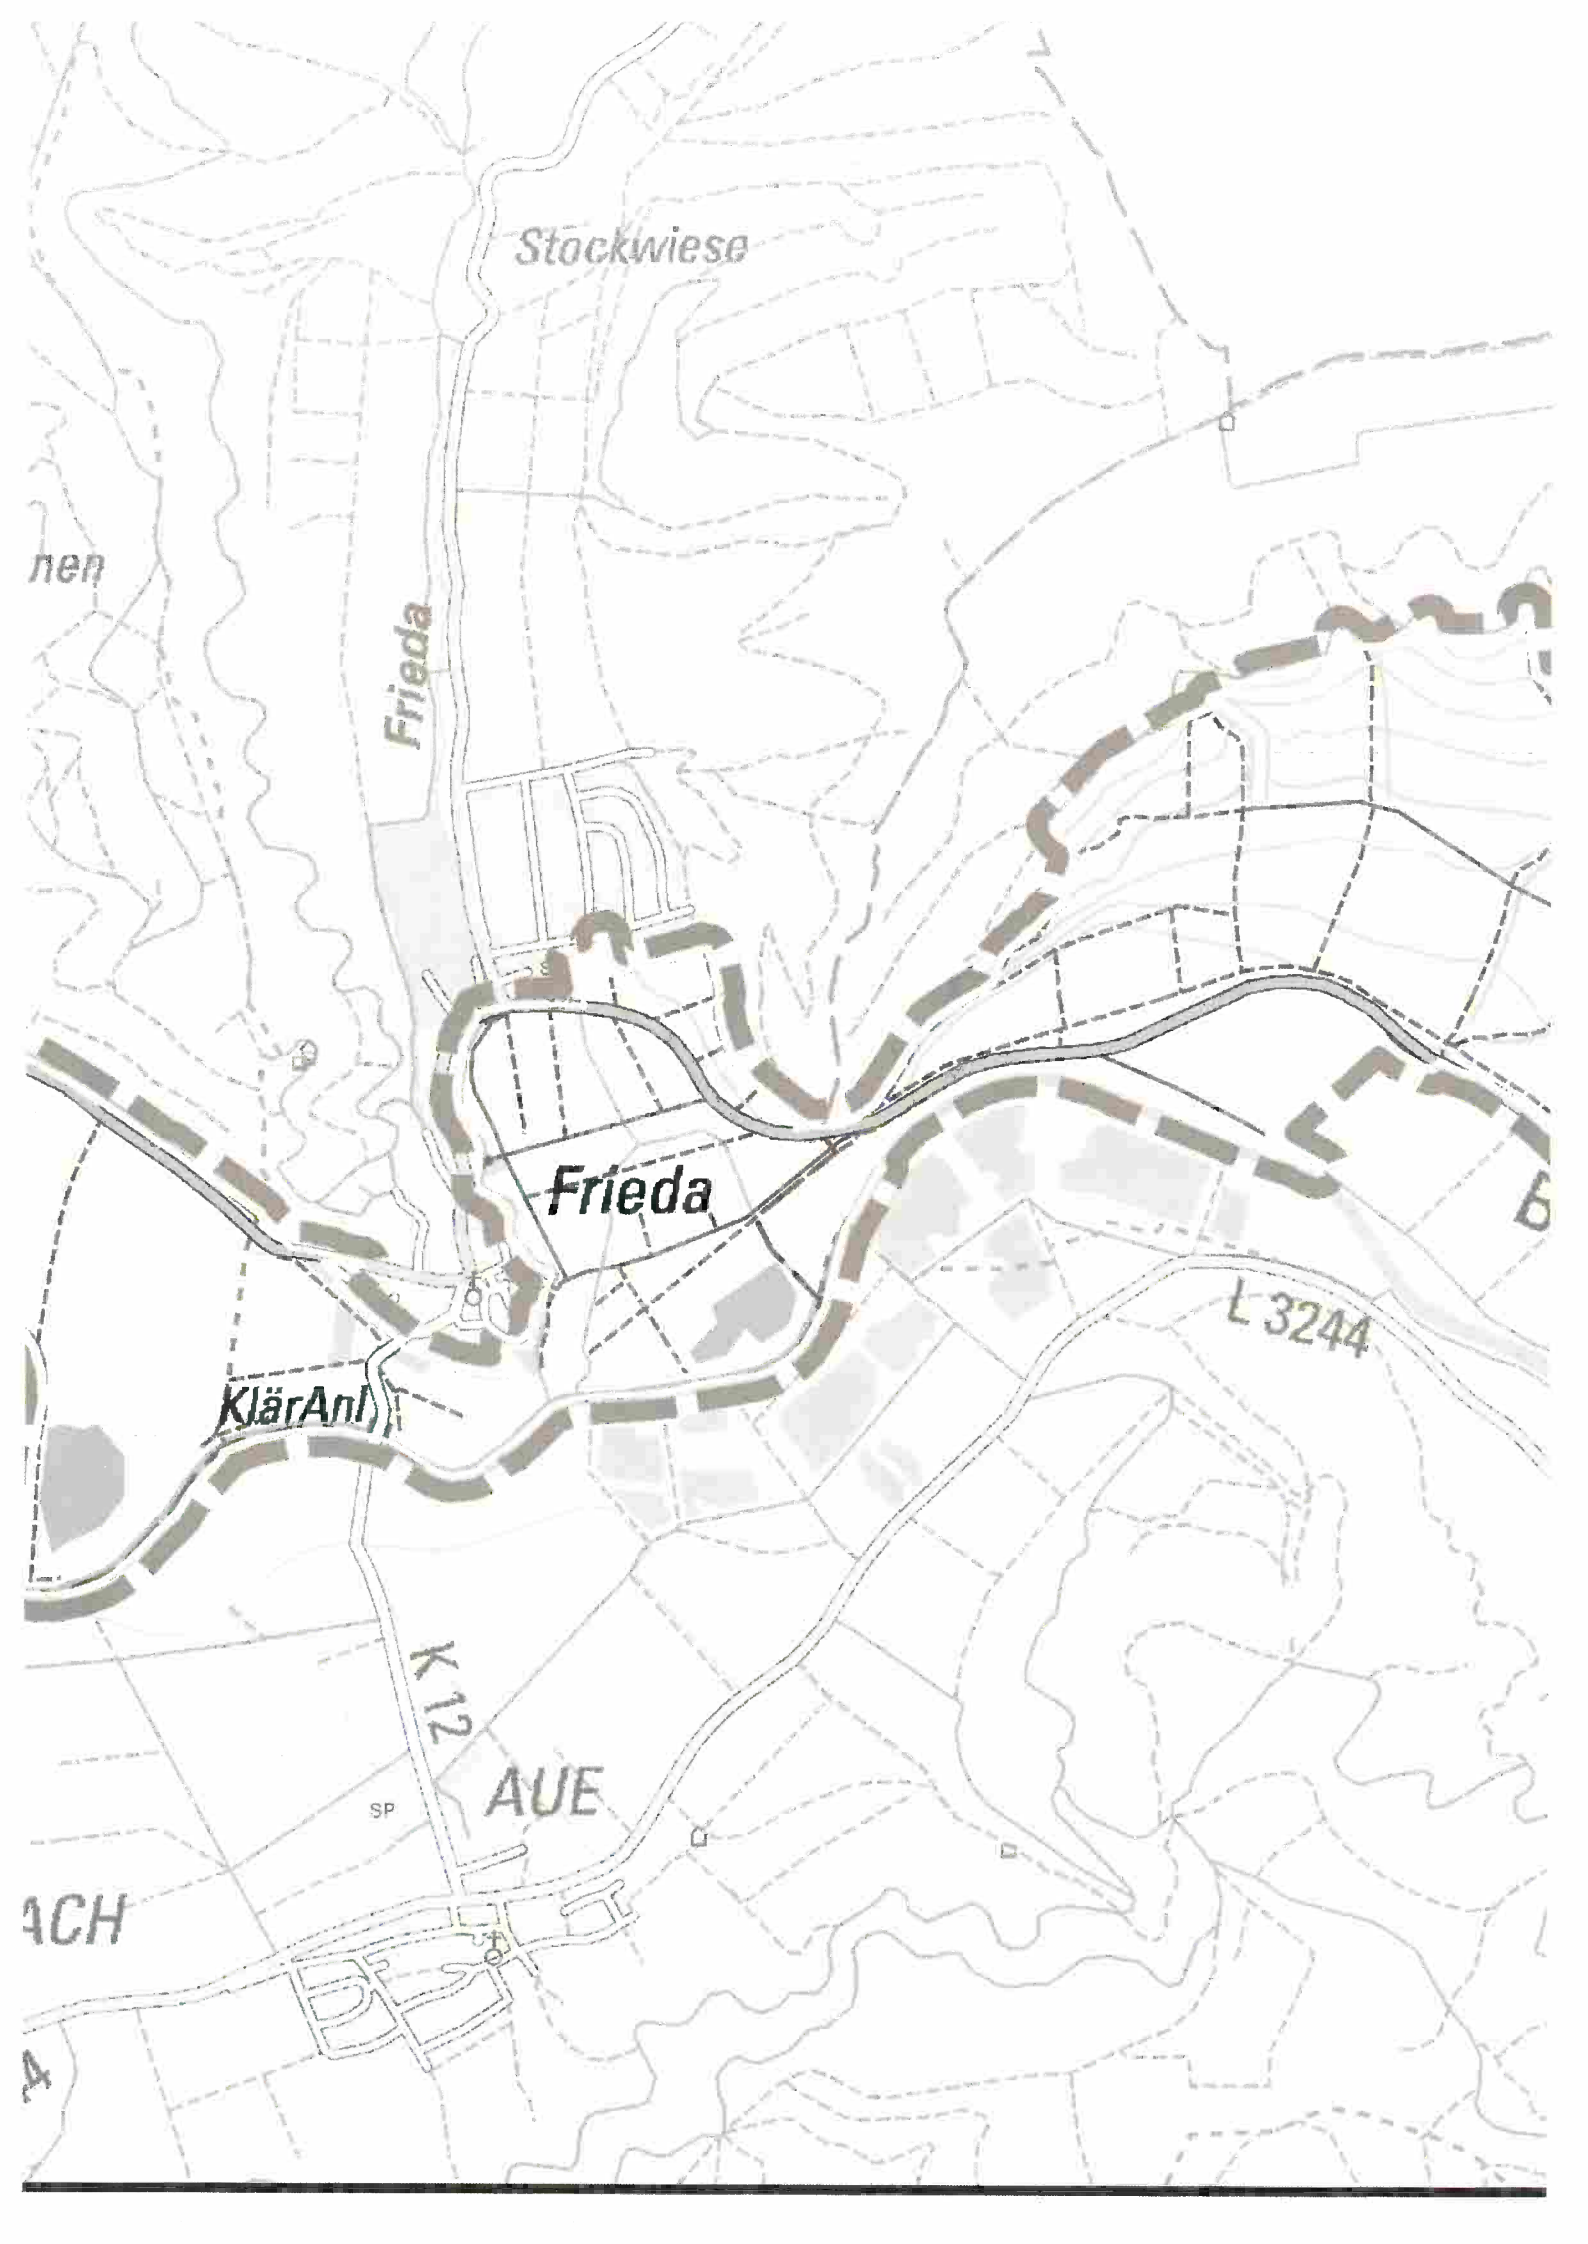 Stockwiese
nen
Frieda
Frieda
B
L 3244
KlärAnl
K 12
AUE
SP
ACH